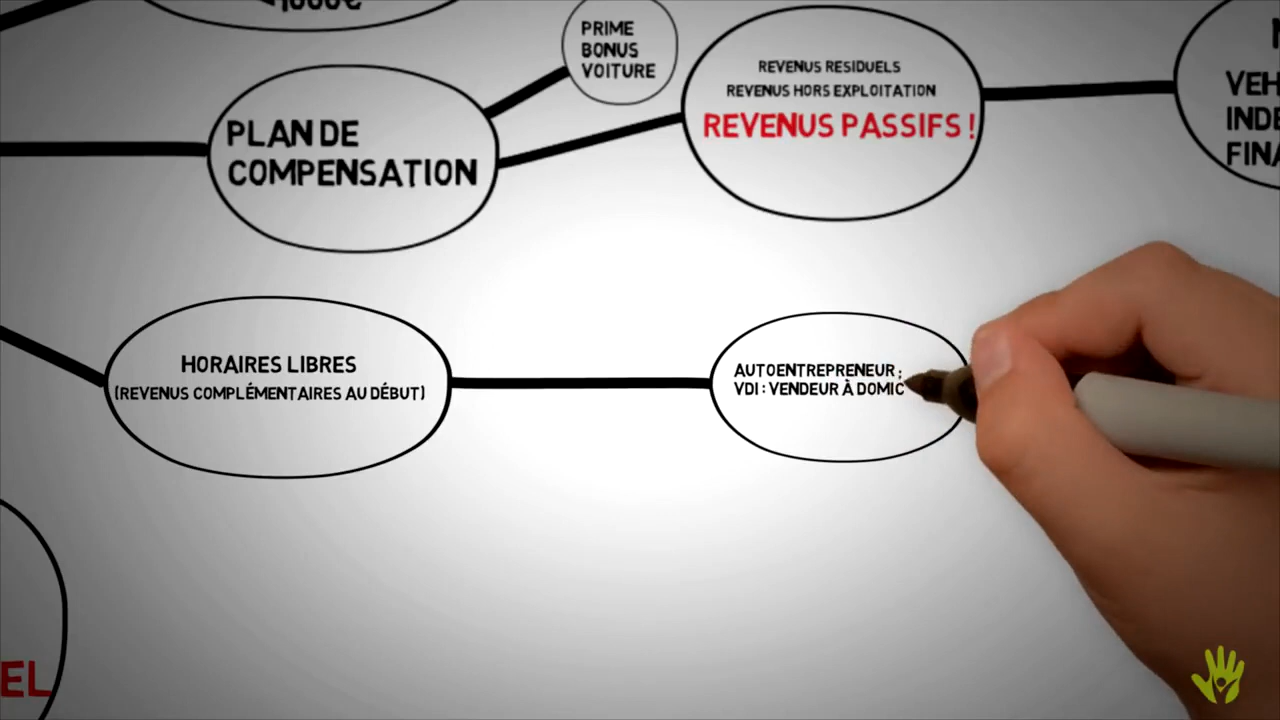 1000€
PRIME
BONUS
VOITURE
REVENUS RESIDUELS
REVENUS HORS EXPLOITATION
REVENUS PASSIFS !
PLAN DE
COMPENSATION
HORAIRES LIBRES
(REVENUS COMPLÉMENTAIRES AU DÉBUT)
AUTOENTREPRENEUR ;
VDI : VENDEUR À DOMIC